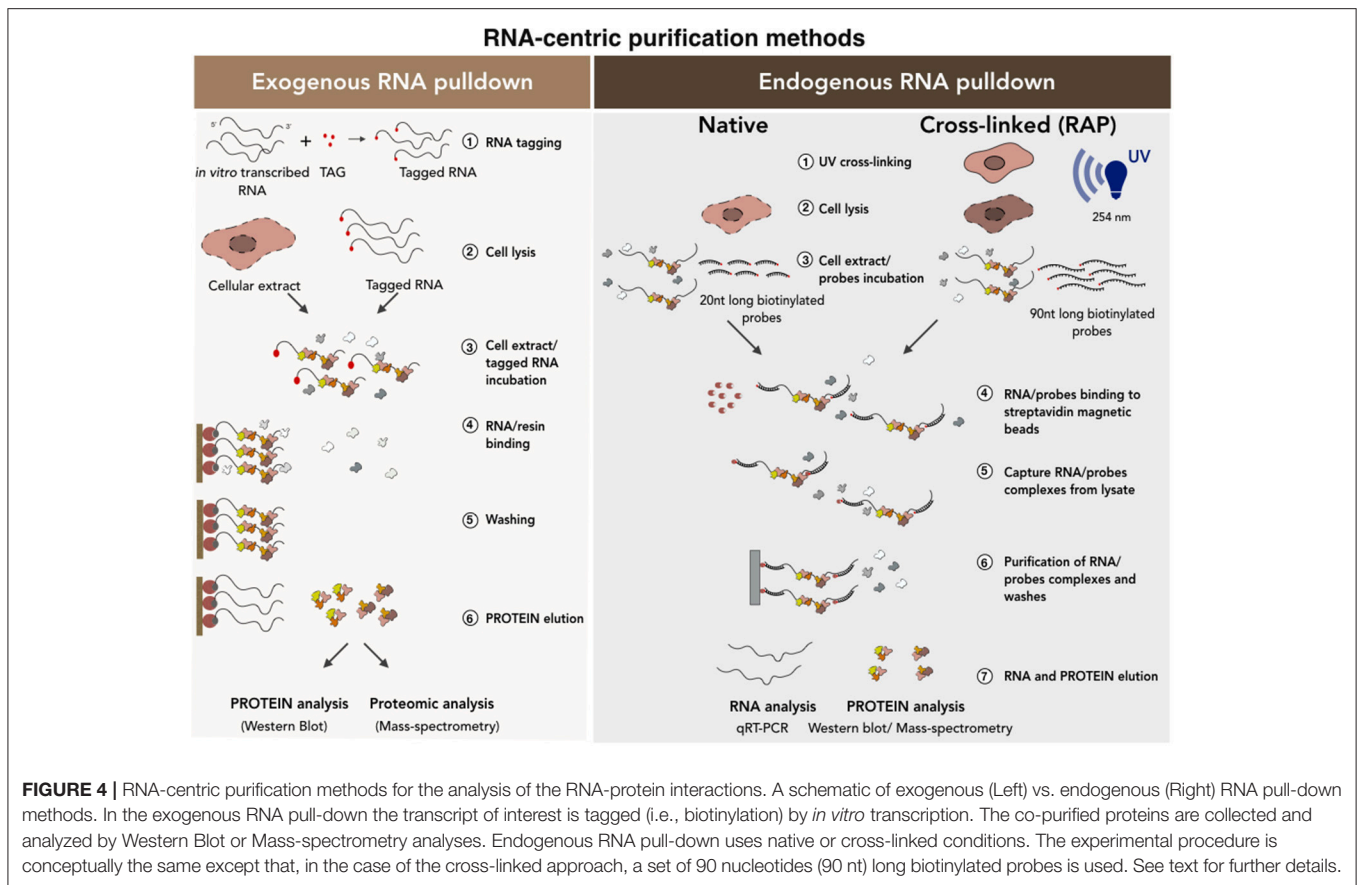 RNA-centric purification methods
Exogenous RNA pulldown
5'
3'
+
in vitro transcribed
RNA
TAG
Tagged RNA
① RNA tagging
Cellular extract
Tagged RNA
② Cell lysis
③ Cell extract/
tagged RNA
incubation
④ RNA/resin
binding
⑤ Washing
⑥ PROTEIN elution
PROTEIN analysis
(Western Blot)
Proteomic analysis
(Mass-spectrometry)
Endogenous RNA pulldown
Native
Cross-linked (RAP)
① UV cross-linking
UV
254 nm
② Cell lysis
③ Cell extract/
probes incubation
20nt long biotinylated
probes
90nt long biotinylated
probes
④ RNA/probes binding to
streptavidin magnetic
beads
⑤ Capture RNA/probes
complexes from lysate
⑥ Purification of RNA/
probes complexes and
washes
⑦ RNA and PROTEIN elution
RNA analysis
qRT-PCR
PROTEIN analysis
Western blot/ Mass-spectrometry
FIGURE 4 | RNA-centric purification methods for the analysis of the RNA-protein interactions. A schematic of exogenous (Left) vs. endogenous (Right) RNA pull-down
methods. In the exogenous RNA pull-down the transcript of interest is tagged (i.e., biotinylation) by in vitro transcription. The co-purified proteins are collected and
analyzed by Western Blot or Mass-spectrometry analyses. Endogenous RNA pull-down uses native or cross-linked conditions. The experimental procedure is
conceptually the same except that, in the case of the cross-linked approach, a set of 90 nucleotides (90 nt) long biotinylated probes is used. See text for further details.